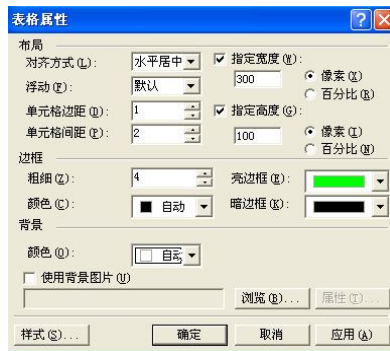 表格属性
布局
对齐方式(L): 水平居中 指定宽度(W):
浮动(F): 默认 300 像素(X)
百分比(R)
单元格边距(D): 1 指定高度(G):
单元格间距(P): 2 100 像素(I)
百分比(N)
边框
粗细(Z): 4 亮边框(E):
颜色(C): 自动 暗边框(K):
背景
颜色(O): 自动
使用背景图片(U)
浏览(B)... 属性(T)...
样式(S)... 确定 取消 应用(A)